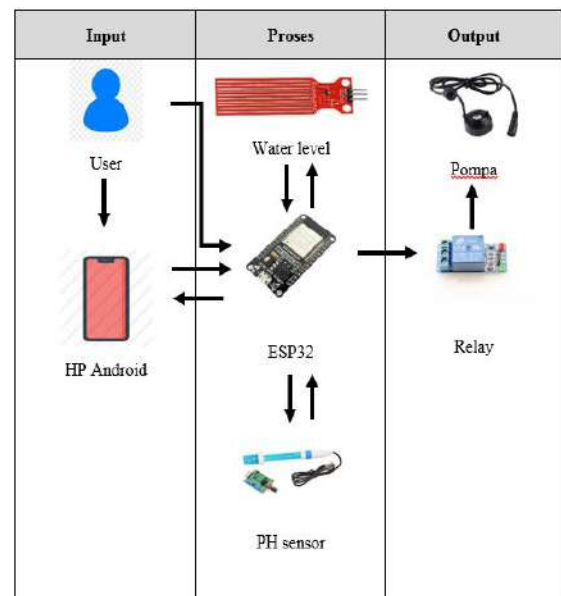 Input
Proses
Output
User
Water level
Pompa
HP Android
ESP32
Relay
PH sensor